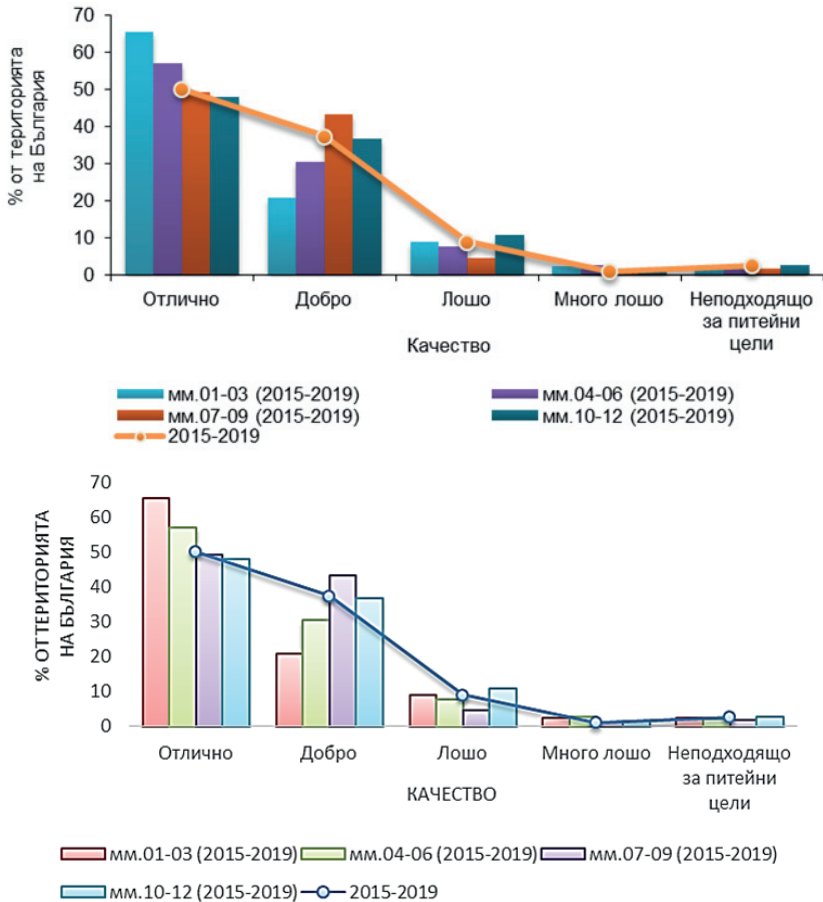 % от територията
на България
70
60
50
40
30
20
10
0
Отлично
Добро
Лошо
Много лошо
Неподходящо
за питейни
цели
Качество
мм.01-03 (2015-2019)
мм.04-06 (2015-2019)
мм.07-09 (2015-2019)
мм.10-12 (2015-2019)
2015-2019
% ОТ ТЕРИТОРИЯТА
НА БЪЛГАРИЯ
70
60
50
40
30
20
10
0
Отлично
Добро
Лошо
Много лошо
Неподходящо
за питейни
цели
КАЧЕСТВО
мм.01-03 (2015-2019)
мм.04-06 (2015-2019)
мм.07-09 (2015-2019)
мм.10-12 (2015-2019)
2015-2019